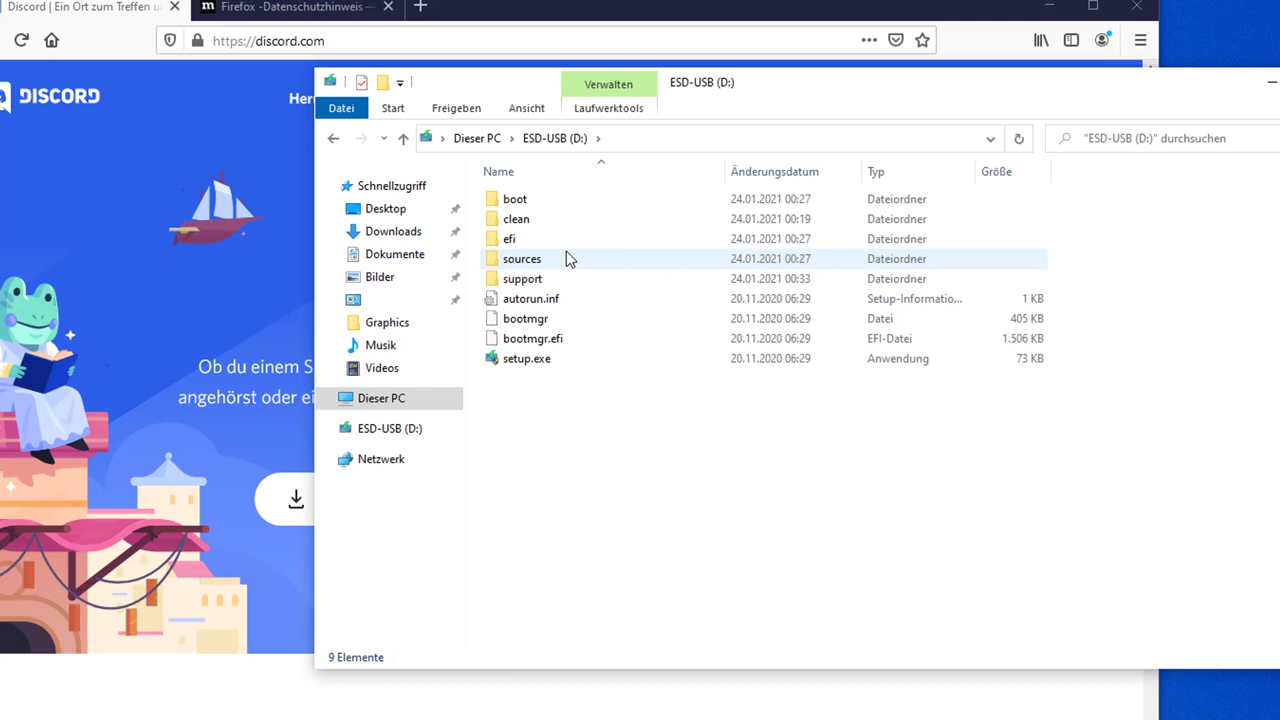 Discord | Ein Ort zum Treffen u
Firefox -Datenschutzhinweis —
https://discord.com
DISCORD
Her
Ob du einem S
angehörst oder ei
Verwalten
ESD-USB (D:)
Datei
Start
Freigeben
Ansicht
Laufwerktools
Dieser PC
ESD-USB (D:)
"ESD-USB (D:)" durchsuchen
Schnellzugriff
Desktop
Downloads
Dokumente
Bilder
Graphics
Musik
Videos
Dieser PC
ESD-USB (D:)
Netzwerk
Name Änderungsdatum Typ Größe
boot 24.01.2021 00:27 Dateiordner
clean 24.01.2021 00:19 Dateiordner
efi 24.01.2021 00:27 Dateiordner
sources 24.01.2021 00:27 Dateiordner
support 24.01.2021 00:33 Dateiordner
autorun.inf 20.11.2020 06:29 Setup-Informatio... 1 KB
bootmgr 20.11.2020 06:29 Datei 405 KB
bootmgr.efi 20.11.2020 06:29 EFI-Datei 1.506 KB
setup.exe 20.11.2020 06:29 Anwendung 73 KB
9 Elemente